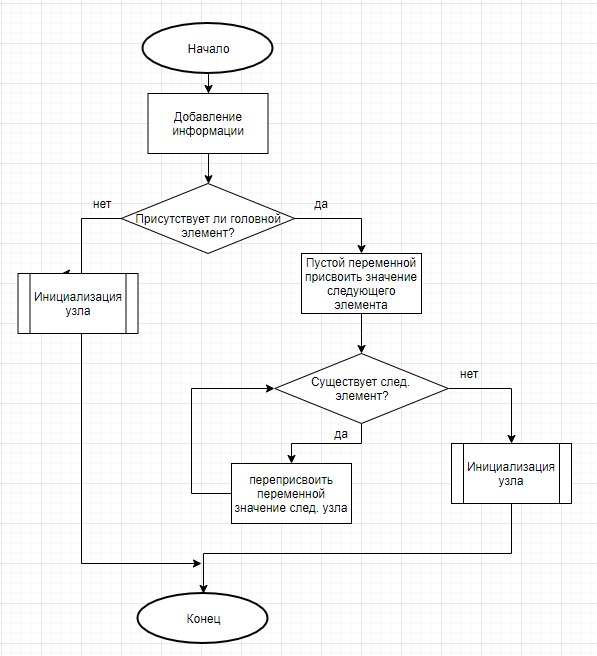 Начало
Добавление
информации
нет
да
Присутствует ли головной
элемент?
Пустой переменной
присвоить значение
следующего
элемента
Инициализация
узла
Существует след.
элемент?
нет
да
Инициализация
узла
переприсвоить
переменной
значение след. узла
Конец